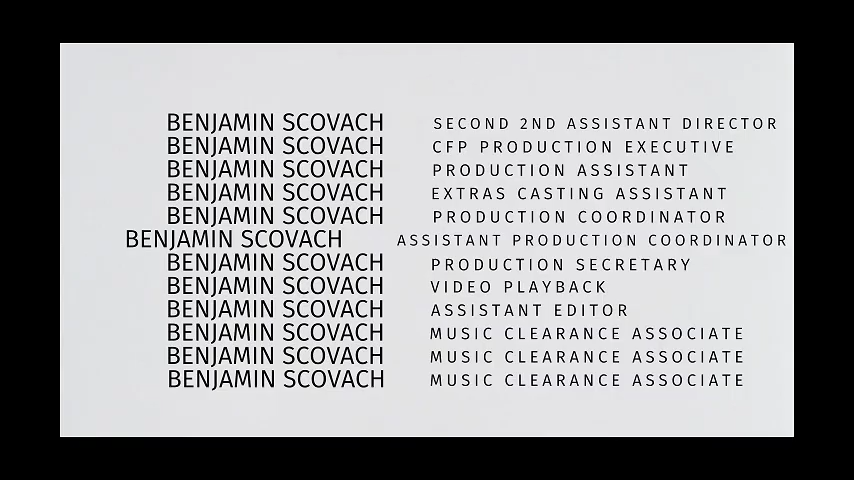 BENJAMIN SCOVACH SECOND 2ND ASSISTANT DIRECTOR
BENJAMIN SCOVACH CFP PRODUCTION EXECUTIVE
BENJAMIN SCOVACH PRODUCTION ASSISTANT
BENJAMIN SCOVACH EXTRAS CASTING ASSISTANT
BENJAMIN SCOVACH PRODUCTION COORDINATOR
BENJAMIN SCOVACH ASSISTANT PRODUCTION COORDINATOR
BENJAMIN SCOVACH PRODUCTION SECRETARY
BENJAMIN SCOVACH VIDEO PLAYBACK
BENJAMIN SCOVACH ASSISTANT EDITOR
BENJAMIN SCOVACH MUSIC CLEARANCE ASSOCIATE
BENJAMIN SCOVACH MUSIC CLEARANCE ASSOCIATE
BENJAMIN SCOVACH MUSIC CLEARANCE ASSOCIATE